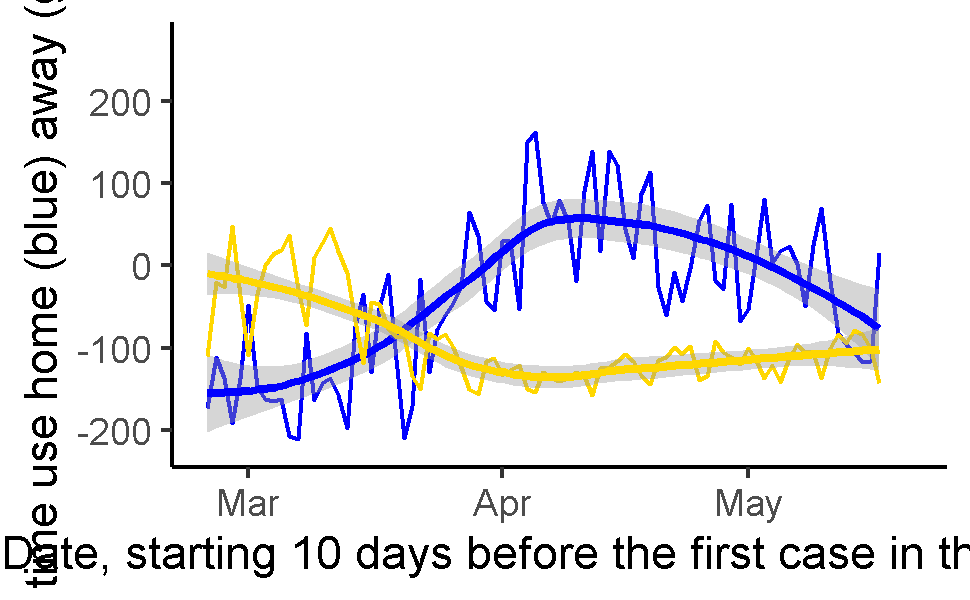 time use home (blue) away (
200
100
0
-100
-200
Mar Apr May
Date, starting 10 days before the first case in th